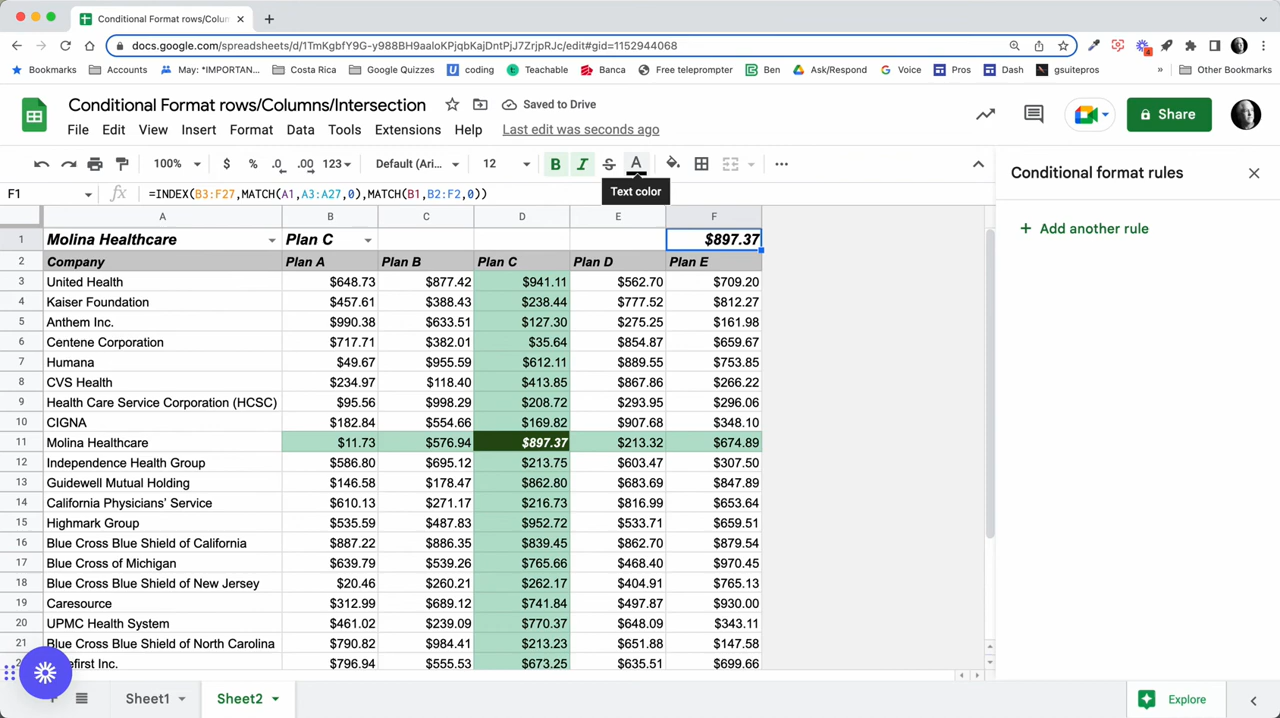 Conditional Format rows/Colum
docs.google.com/spreadsheets/d/1TmKgbfY9G-y988BH9aaloKPjqbKajDntPjJ7ZrjpRJc/edit#gid=1152944068
Bookmarks Accounts May: *IMPORTAN... Costa Rica Google Quizzes coding Teachable Banca Free teleprompter Ben Ask/Respond Voice Pros Dash gsuitepros » Other Bookmarks
Conditional Format rows/Columns/Intersection Saved to Drive
File Edit View Insert Format Data Tools Extensions Help Last edit was seconds ago
Share
100% $ % .0 .00 123 Default (Ari... 12 B I S A
Conditional format rules
Text color
F1 fx =INDEX(B3:F27,MATCH(A1,A3:A27,0),MATCH(B1,B2:F2,0))
A B C D E F
+ Add another rule
1 Molina Healthcare Plan C $897.37
2 Company Plan A Plan B Plan C Plan D Plan E
3 United Health $648.73 $877.42 $941.11 $562.70 $709.20
4 Kaiser Foundation $457.61 $388.43 $238.44 $777.52 $812.27
5 Anthem Inc. $990.38 $633.51 $127.30 $275.25 $161.98
6 Centene Corporation $717.71 $382.01 $35.64 $854.87 $659.67
7 Humana $49.67 $955.59 $612.11 $889.55 $753.85
8 CVS Health $234.97 $118.40 $413.85 $867.86 $266.22
9 Health Care Service Corporation (HCSC) $95.56 $998.29 $208.72 $293.95 $296.06
10 CIGNA $182.84 $554.66 $169.82 $907.68 $348.10
11 Molina Healthcare $11.73 $576.94 $897.37 $213.32 $674.89
12 Independence Health Group $586.80 $695.12 $213.75 $603.47 $307.50
13 Guidewell Mutual Holding $146.58 $178.47 $862.80 $683.69 $847.89
14 California Physicians' Service $610.13 $271.17 $216.73 $816.99 $653.64
15 Highmark Group $535.59 $487.83 $952.72 $533.71 $659.51
16 Blue Cross Blue Shield of California $887.22 $886.35 $839.45 $862.70 $879.54
17 Blue Cross of Michigan $639.79 $539.26 $765.66 $468.40 $970.45
18 Blue Cross Blue Shield of New Jersey $20.46 $260.21 $262.17 $404.91 $765.13
19 Caresource $312.99 $689.12 $741.84 $497.87 $930.00
20 UPMC Health System $461.02 $239.09 $770.37 $648.09 $343.11
21 Blue Cross Blue Shield of North Carolina $790.82 $984.41 $213.23 $651.88 $147.58
Inc. $796.94 $555.53 $673.25 $635.51 $699.66
Sheet1 Sheet2 Explore